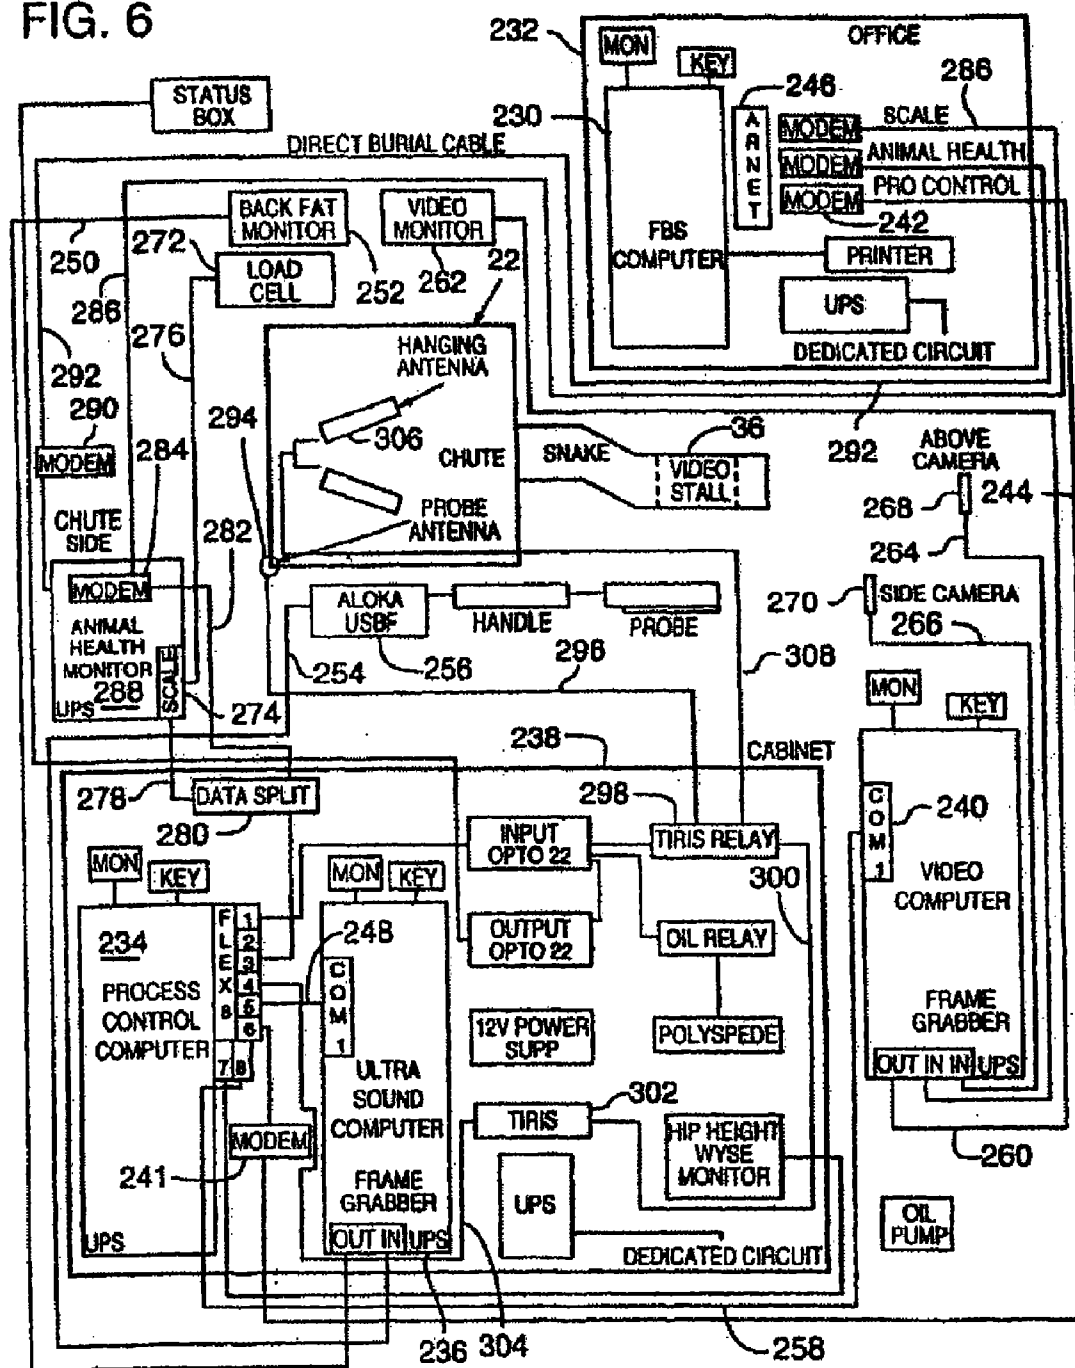 FIG. 6
232
OFFICE
MON
KEY
246
286
STATUS
BOX
230
ARNET
MODEM
SCALE
DIRECT BURIAL CABLE
MODEM
ANIMAL HEALTH
MODEM
PRO CONTROL
242
BACK FAT
MONITOR
VIDEO
MONITOR
272
22
250
252
262
FBS
COMPUTER
PRINTER
LOAD
CELL
286
UPS
276
HANGING
ANTENNA
DEDICATED CIRCUIT
292
290
294
306
36
292
ABOVE
CAMERA
MODEM
284
CHUTE
SNAKE
VIDEO
STALL
268
244
CHUTE
SIDE
282
PROBE
ANTENNA
264
MODEM
ALOKA
USBF
HANDLE
PROBE
270
SIDE CAMERA
266
ANIMAL
HEALTH
MONITOR
288
UPS
SCALE
274
254
256
296
308
MON
KEY
238
CABINET
278
DATA SPLIT
280
298
COM 1
240
INPUT
OPTO 22
TIRIS RELAY
MON
KEY
MON
KEY
300
VIDEO
COMPUTER
234
FLEX 8
1
2
3
4
5
6
7 8
248
OUTPUT
OPTO 22
OIL RELAY
PROCESS
CONTROL
COMPUTER
COM 1
12V POWER
SUPP
POLYSPEDE
FRAME
GRABBER
OUT IN IN
UPS
ULTRA
SOUND
COMPUTER
TIRIS
302
MODEM
241
HIP HEIGHT
WYSE
MONITOR
260
FRAME
GRABBER
UPS
OIL
PUMP
UPS
OUT IN
UPS
DEDICATED CIRCUIT
236
304
258